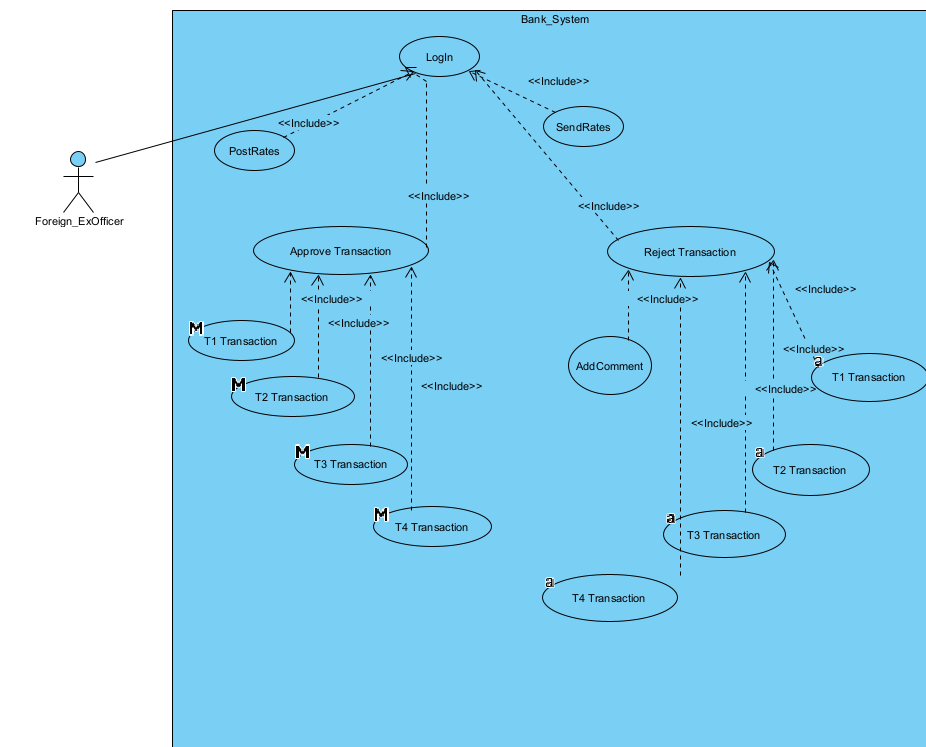 Bank_System
LogIn
<<Include>>
<<Include>>
SendRates
PostRates
<<Include>>
<<Include>>
Foreign_ExOfficer
Approve Transaction
Reject Transaction
<<Include>>
<<Include>>
<<Include>>
<<Include>>
M
T1 Transaction
<<Include>>
<<Include>>
a
T1 Transaction
AddComment
<<Include>>
<<Include>>
M
T2 Transaction
<<Include>>
M
T3 Transaction
a
T2 Transaction
M
T4 Transaction
a
T3 Transaction
a
T4 Transaction